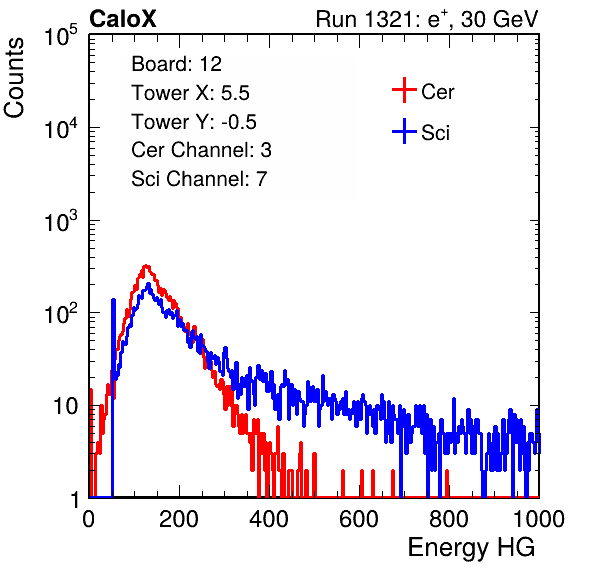 CaloX Run 1321: e⁺, 30 GeV
Counts
Board: 12
Tower X: 5.5
Tower Y: -0.5
Cer Channel: 3
Sci Channel: 7
Cer
Sci
10⁵
10⁴
10³
10²
10
1
0 200 400 600 800 1000
Energy HG